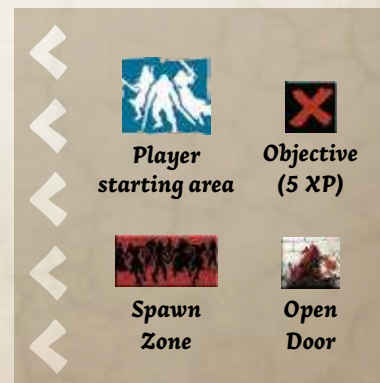 Player
starting area
Objective
(5 XP)
Spawn
Zone
Open
Door